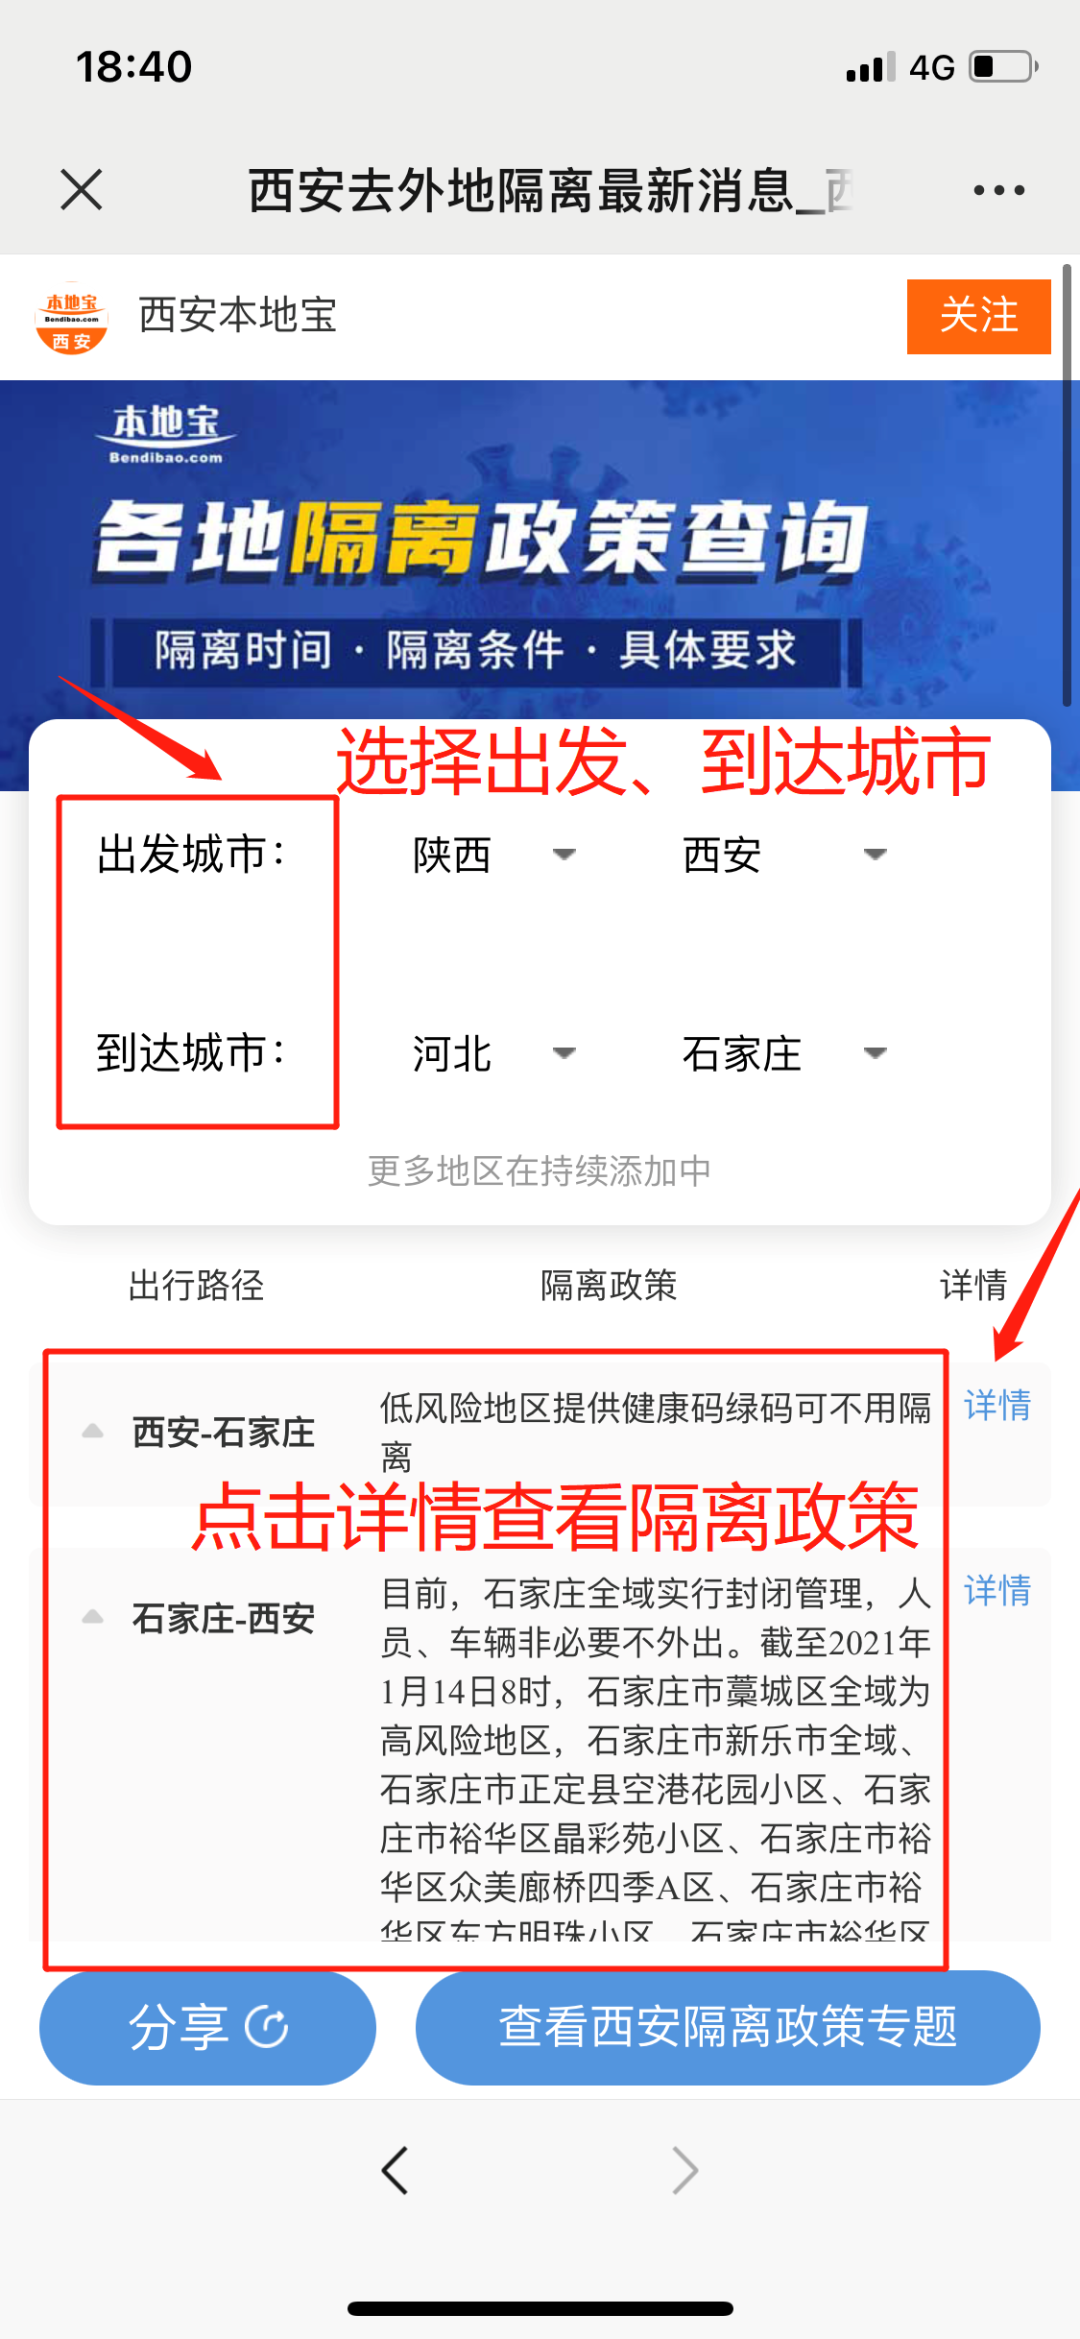 18:40
4G
西安去外地隔离最新消息_西
本地宝
Bendibao.com
西安
西安本地宝
关注
本地宝
Bendibao.com
各地隔离政策查询
隔离时间·隔离条件·具体要求
选择出发、到达城市
出发城市：
陕西
西安
到达城市：
河北
石家庄
更多地区在持续添加中
出行路径
隔离政策
详情
西安-石家庄
低风险地区提供健康码绿码可不用隔
离
详情
点击详情查看隔离政策
石家庄-西安
目前，石家庄全域实行封闭管理，人
员、车辆非必要不外出。截至2021年
1月14日8时，石家庄市藁城区全域为
高风险地区，石家庄市新乐市全域、
石家庄市正定县空港花园小区、石家
庄市裕华区晶彩苑小区、石家庄市裕
华区众美廊桥四季A区、石家庄市裕
华区东方明珠小区、石家庄市裕华区
详情
分享
查看西安隔离政策专题